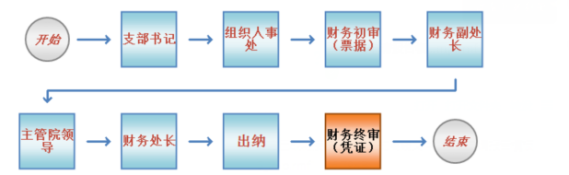 开始
支部书记
组织人事
处
财务初审
（票据）
财务副处
长
主管院领
导
财务处长
出纳
财务终审
（凭证）
结束